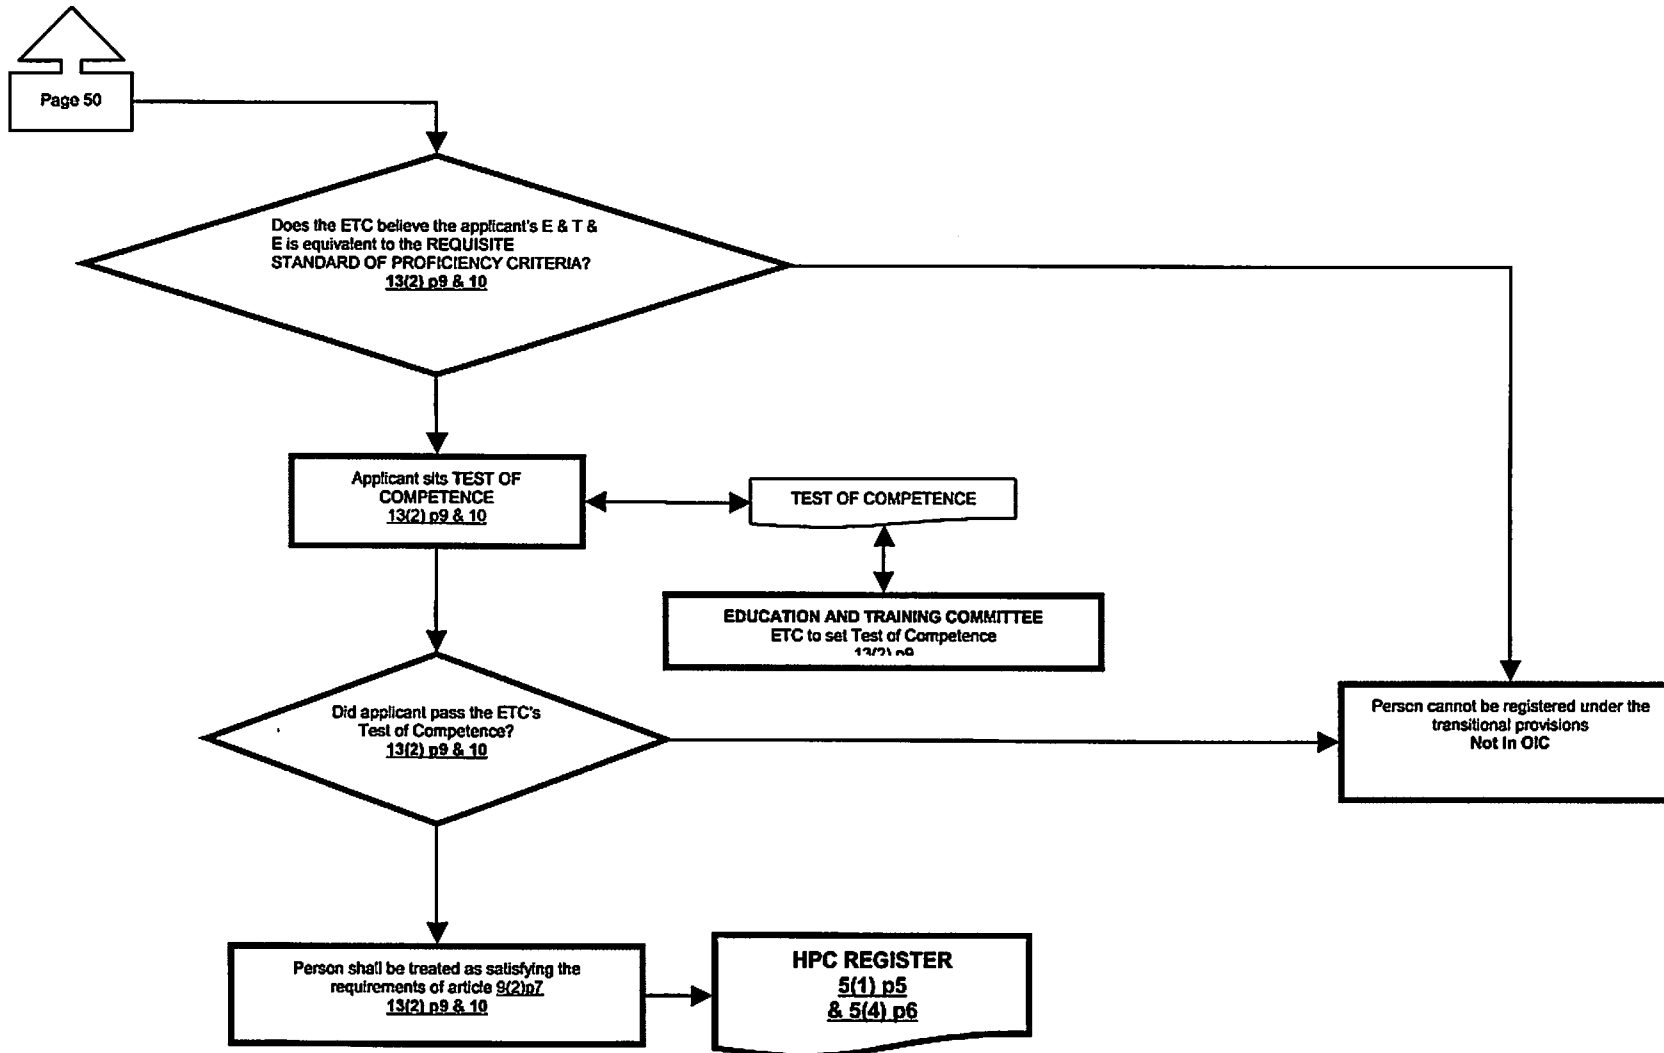 Page 50
Does the ETC believe the applicant's E & T &
E is equivalent to the REQUISITE
STANDARD OF PROFICIENCY CRITERIA?
13(2) p9 & 10
Applicant sits TEST OF
COMPETENCE
13(2) p9 & 10
TEST OF COMPETENCE
EDUCATION AND TRAINING COMMITTEE
ETC to set Test of Competence
13(2) p9
Did applicant pass the ETC's
Test of Competence?
13(2) p9 & 10
Person cannot be registered under the
transitional provisions
Not In OIC
Person shall be treated as satisfying the
requirements of article 9(2)p7
13(2) p9 & 10
HPC REGISTER
5(1) p5
& 5(4) p6